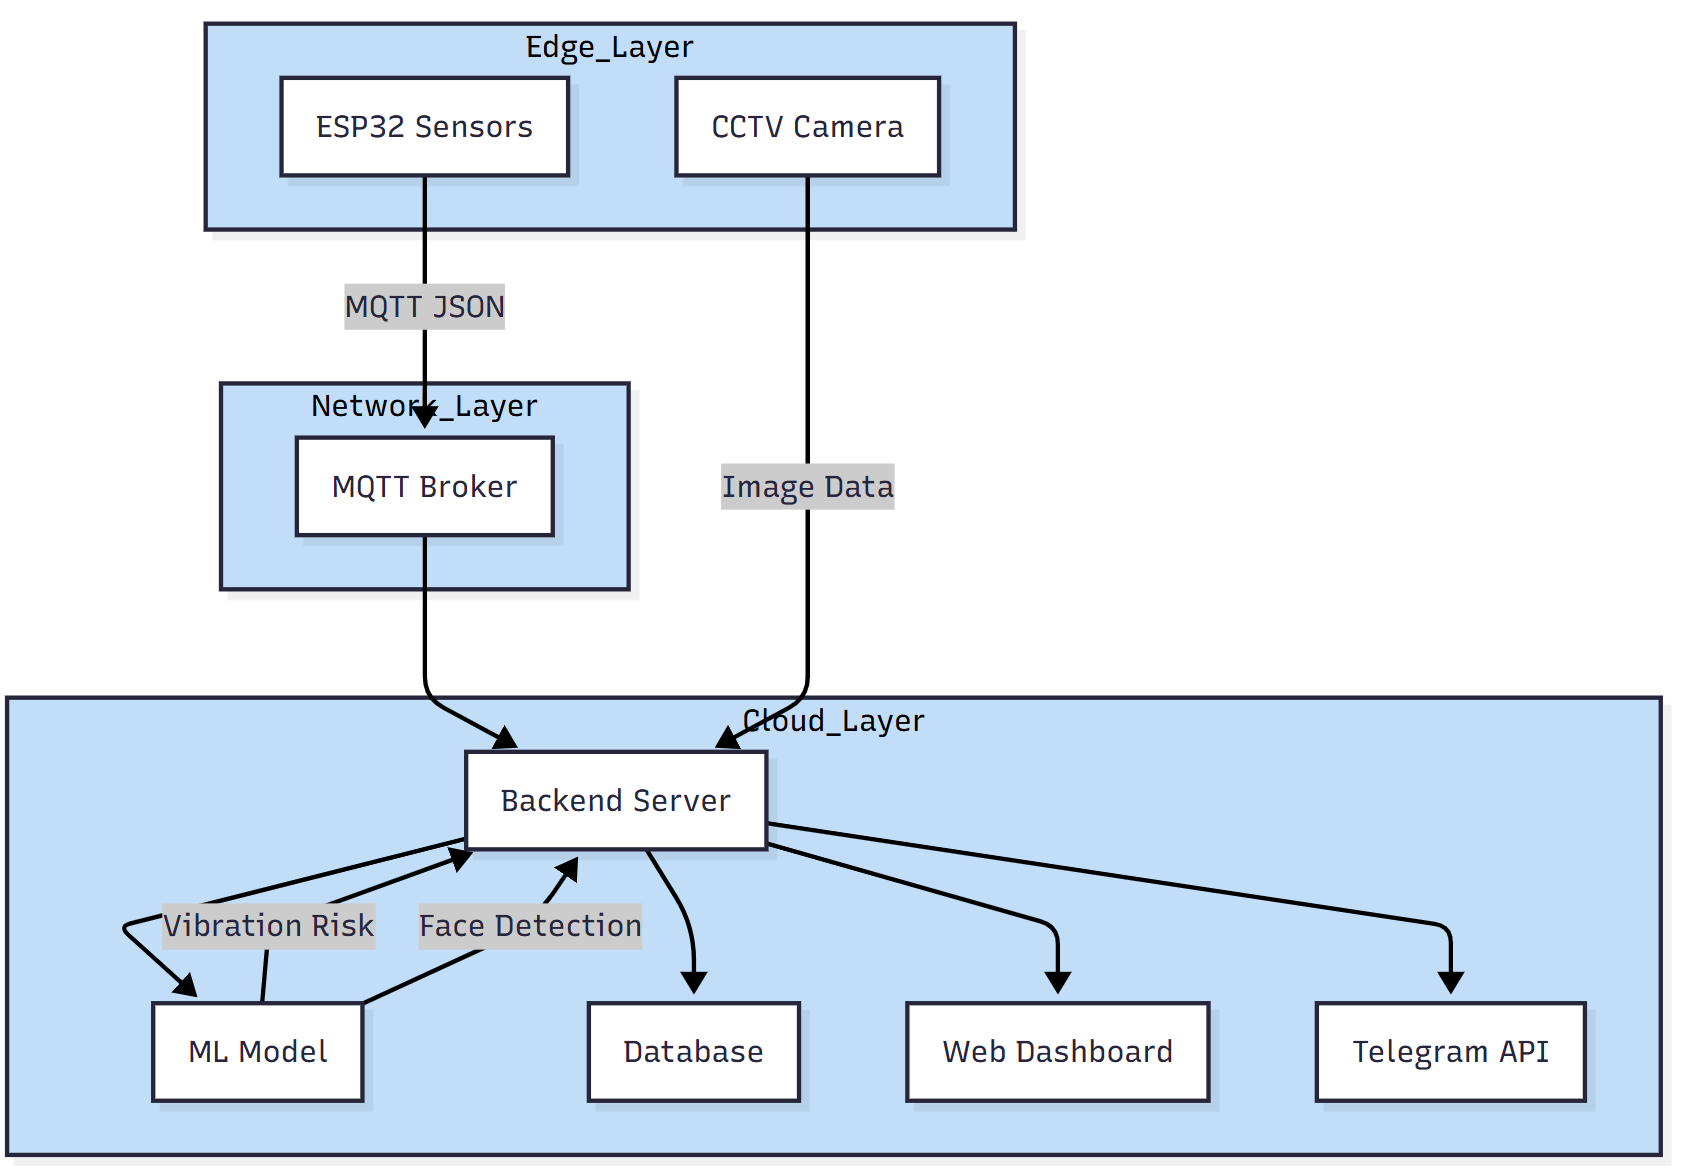 Edge_Layer
ESP32 Sensors
CCTV Camera
MQTT JSON
Network_Layer
MQTT Broker
Image Data
Cloud_Layer
Backend Server
Vibration Risk
Face Detection
ML Model
Database
Web Dashboard
Telegram API